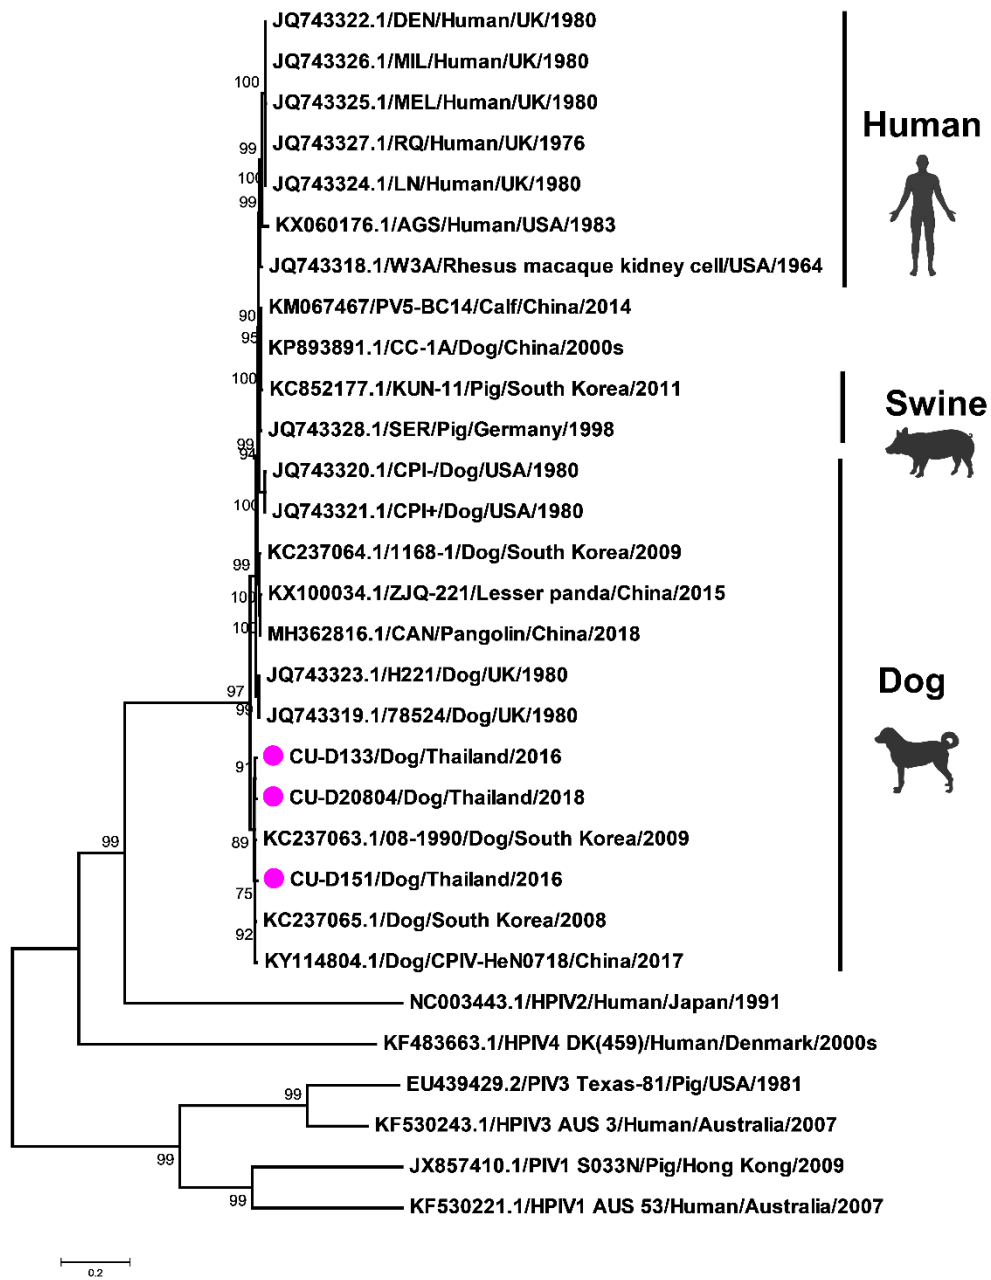 JQ743322.1/DEN/Human/UK/1980
JQ743326.1/MIL/Human/UK/1980
100
JQ743325.1/MEL/Human/UK/1980
Human
99
JQ743327.1/RQ/Human/UK/1976
100
JQ743324.1/LN/Human/UK/1980
99
KX060176.1/AGS/Human/USA/1983
JQ743318.1/W3A/Rhesus macaque kidney cell/USA/1964
90
KM067467/PV5-BC14/Calf/China/2014
95
KP893891.1/CC-1A/Dog/China/2000s
100
KC852177.1/KUN-11/Pig/South Korea/2011
Swine
JQ743328.1/SER/Pig/Germany/1998
99
94
JQ743320.1/CPI-/Dog/USA/1980
100
JQ743321.1/CPI+/Dog/USA/1980
KC237064.1/1168-1/Dog/South Korea/2009
99
100
KX100034.1/ZJQ-221/Lesser panda/China/2015
100
MH362816.1/CAN/Pangolin/China/2018
JQ743323.1/H221/Dog/UK/1980
Dog
97
99
JQ743319.1/78524/Dog/UK/1980
CU-D133/Dog/Thailand/2016
91
CU-D20804/Dog/Thailand/2018
89
KC237063.1/08-1990/Dog/South Korea/2009
CU-D151/Dog/Thailand/2016
75
KC237065.1/Dog/South Korea/2008
92
KY114804.1/Dog/CPIV-HeN0718/China/2017
99
NC003443.1/HPIV2/Human/Japan/1991
KF483663.1/HPIV4 DK(459)/Human/Denmark/2000s
99
EU439429.2/PIV3 Texas-81/Pig/USA/1981
KF530243.1/HPIV3 AUS 3/Human/Australia/2007
99
JX857410.1/PIV1 S033N/Pig/Hong Kong/2009
99
KF530221.1/HPIV1 AUS 53/Human/Australia/2007
0.2